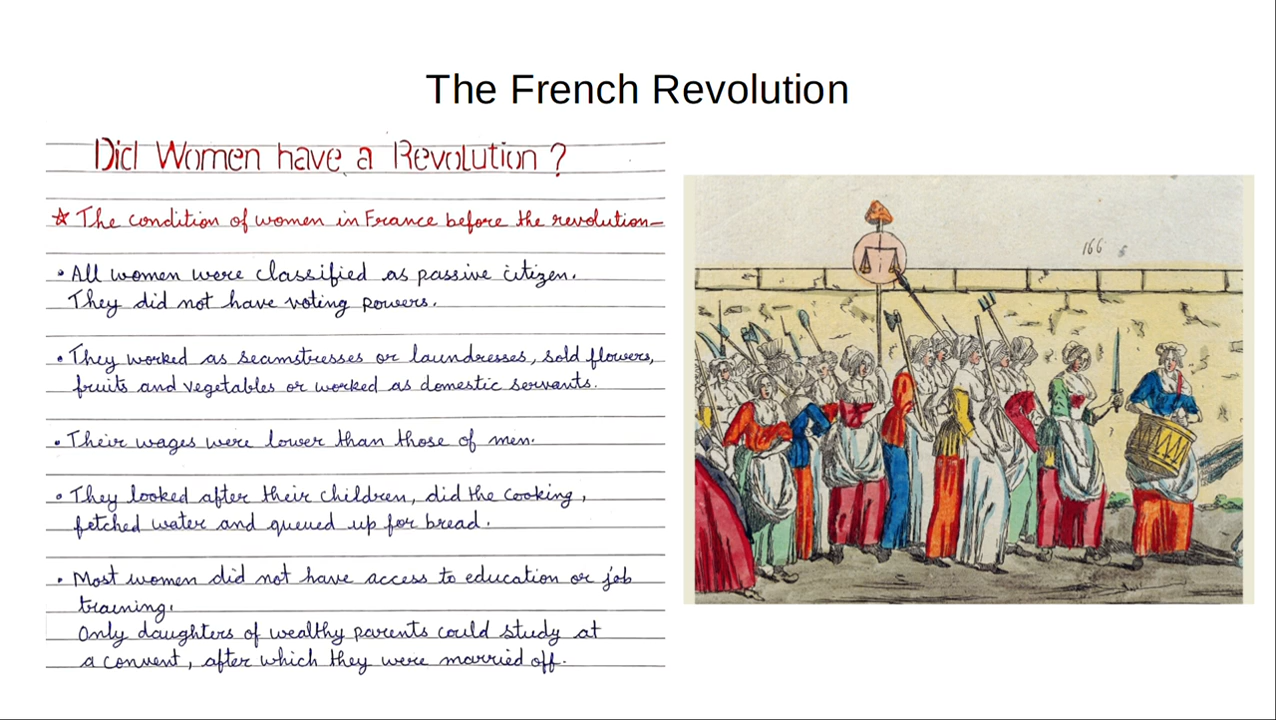 The French Revolution
Did Women have a Revolution?
☆ The condition of women in France before the revolution-
• All women were classified as passive citizen.
They did not have voting powers.
• They worked as seamstresses or laundresses, sold flowers,
fruits and vegetables or worked as domestic servants.
• Their wages were lower than those of men.
• They looked after their children, did the cooking,
fetched water and queued up for bread.
• Most women did not have access to education or job
training.
Only daughters of wealthy parents could study at
a convent, after which they were married off.
166